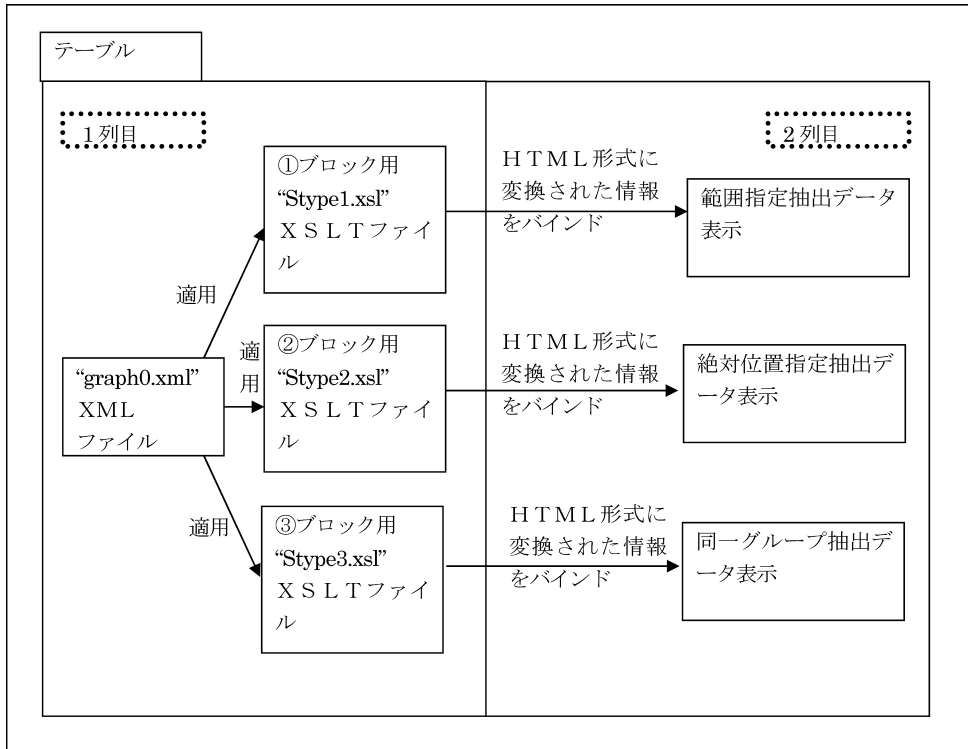 テーブル
1列目
2列目
①ブロック用
“Stype1.xsl”
ＸＳＬＴファイ
ル
ＨＴＭＬ形式に
変換された情報
をバインド
範囲指定抽出データ
表示
適用
②ブロック用
“Stype2.xsl”
ＸＳＬＴファイ
ル
ＨＴＭＬ形式に
変換された情報
をバインド
絶対位置指定抽出デ
ータ表示
適
用
“graph0.xml”
XML
ファイル
適用
③ブロック用
“Stype3.xsl”
ＸＳＬＴファイ
ル
ＨＴＭＬ形式に
変換された情報
をバインド
同一グループ抽出デ
ータ表示